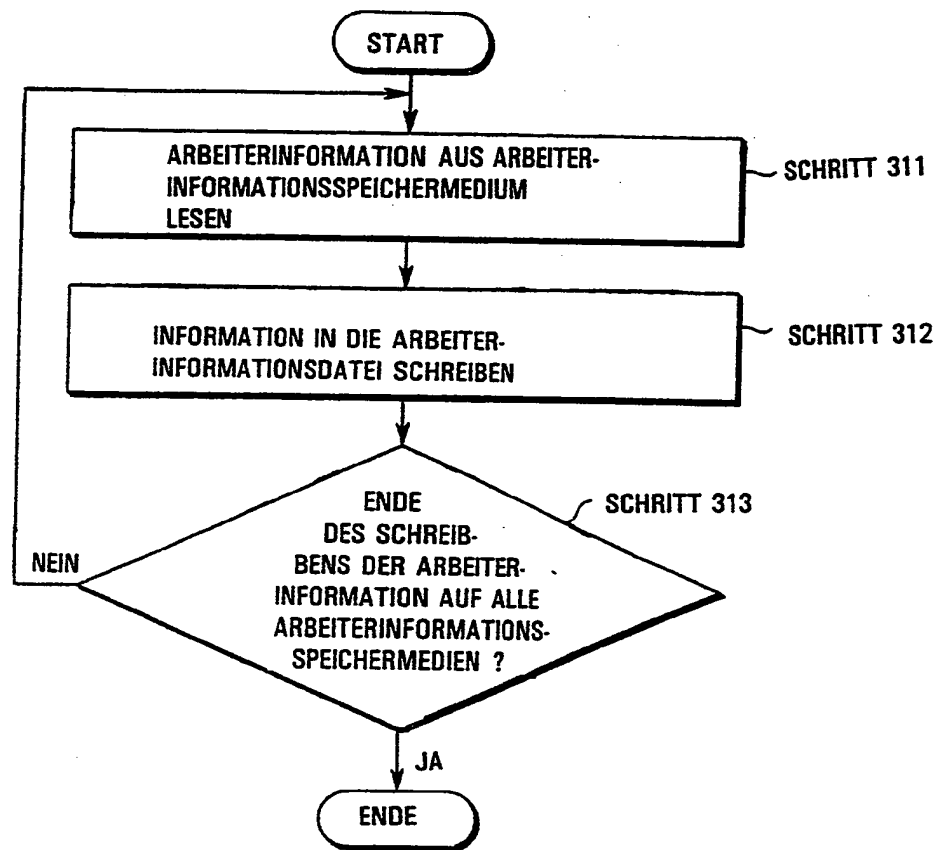 START
ARBEITERINFORMATION AUS ARBEITER-
INFORMATIONSSPEICHERMEDIUM
LESEN
SCHRITT 311
INFORMATION IN DIE ARBEITER-
INFORMATIONSDATEI SCHREIBEN
SCHRITT 312
ENDE
DES SCHREIB-
BENS DER ARBEITER-
INFORMATION AUF ALLE
ARBEITERINFORMATIONS-
SPEICHERMEDIEN ?
SCHRITT 313
NEIN
JA
ENDE